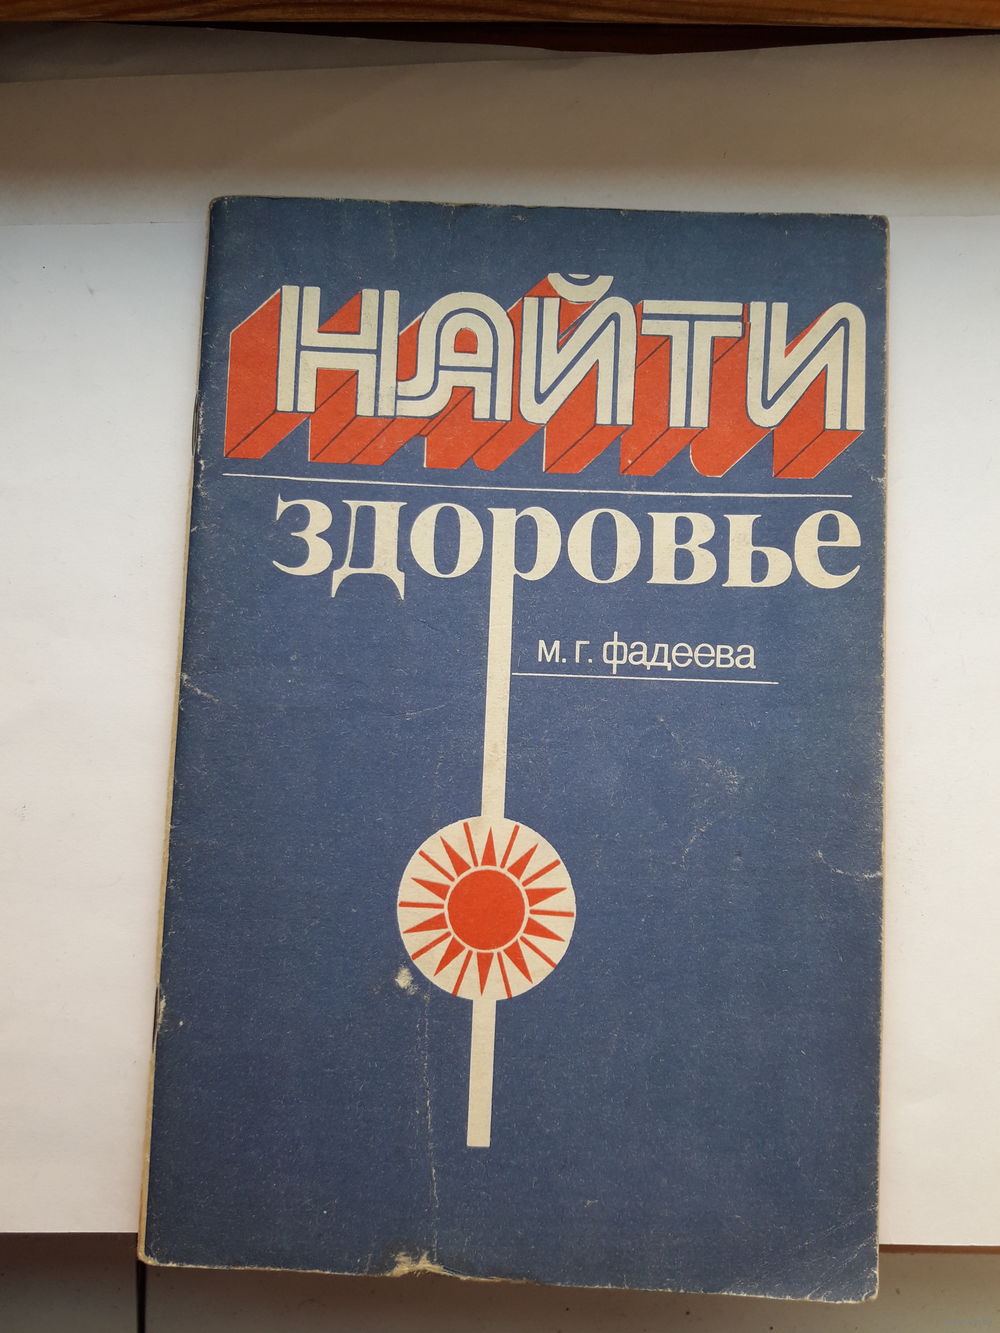 НАЙТИ
здоровье
м. г. фадеева